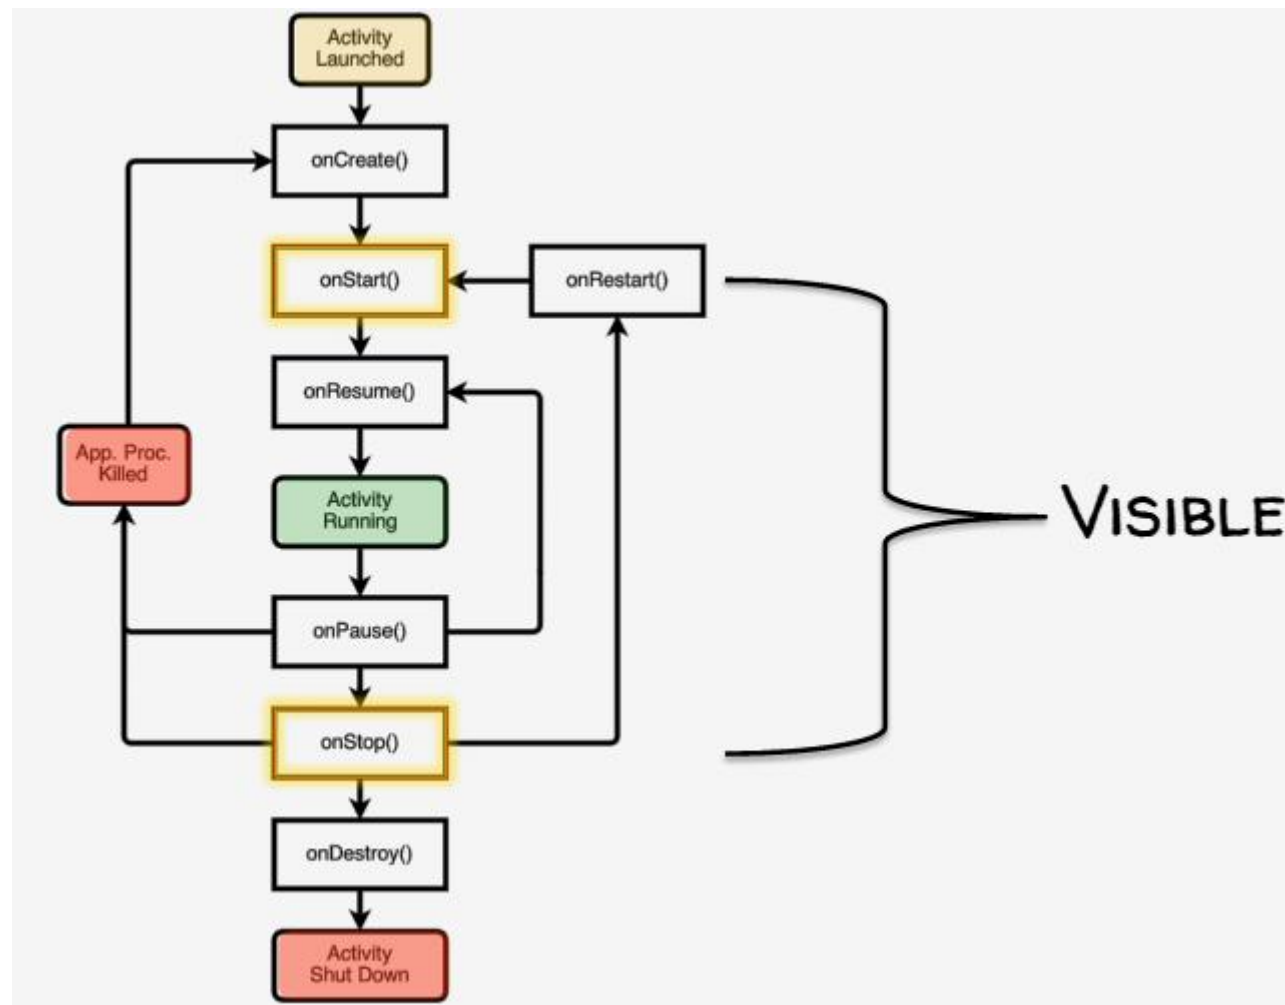 Activity
Launched
onCreate()
onStart()
onRestart()
onResume()
App. Proc.
Killed
Activity
Running
VISIBLE
onPause()
onStop()
onDestroy()
Activity
Shut Down